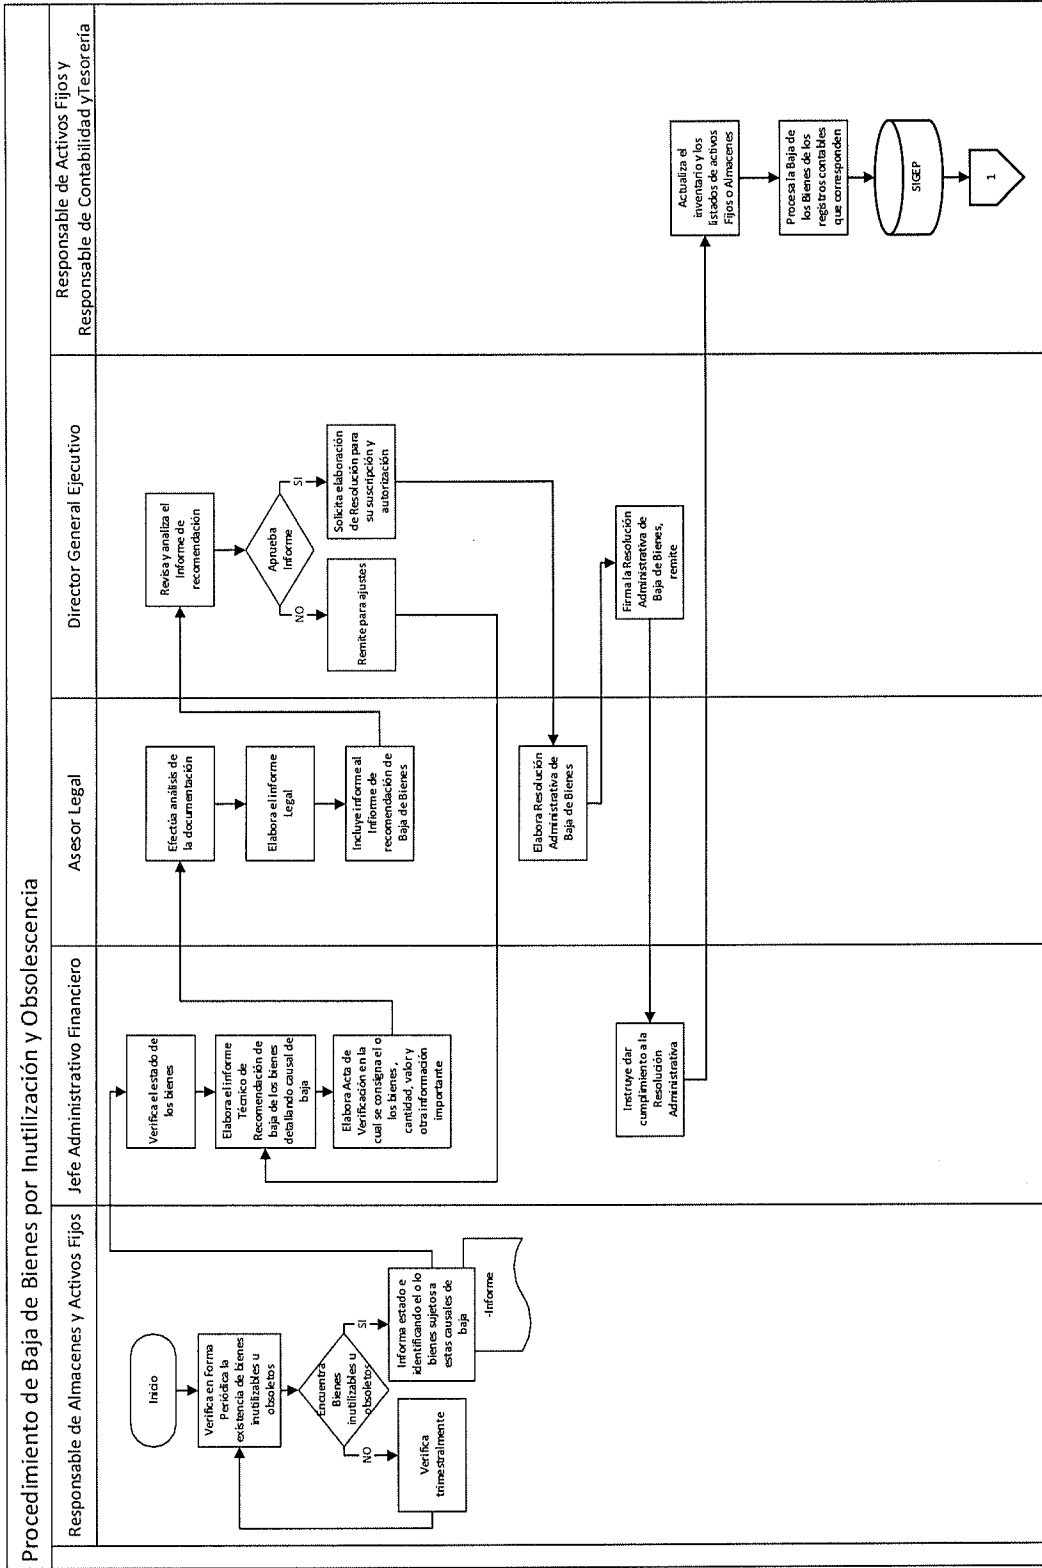 Procedimiento de Baja de Bienes por Inutilización y Obsolescencia
Responsable de Almacenes y Activos Fijos
Jefe Administrativo Financiero
Asesor Legal
Director General Ejecutivo
Responsable de Activos Fijos y
Responsable de Contabilidad yTesorería
Inicio
Verifica en Forma
Periódica la
existencia de bienes
inutilizables u
obsoletos
Encuentra
Bienes
inutilizables u
obsoletos
NO
SI
Verifica
trimestralmente
Informa estado e
identificando el o lo
bienes sujetos a
estas causales de
baja
-Informe
Verifica el estado de
los bienes
Elabora el informe
Técnico de
Recomendación de
baja de los bienes
detallando causal de
baja
Elabora Acta de
Verificación en la
cual se consigna el o
los bienes ,
cantidad, valor y
otra información
importante
Efectúa análisis de
la documentación
Elabora el informe
Legal
Incluye informe al
Infiorme de
recomendación de
Baja de Bienes
Revisa y analiza el
Informe de
recomendación
Aprueba
Informe
NO
SI
Remite para ajustes
Solicita elaboración
de Resolución para
su suscripción y
autorización
Elabora Resolución
Administrativa de
Baja de Bienes
Firma la Resolución
Administrativa de
Baja de Bienes,
remite
Instruye dar
cumplimiento a la
Resolución
Administrativa
Actualiza el
inventario y los
listados de activos
Fijos o Almacenes
Procesa la Baja de
los Bienes de los
registros contables
que corresponden
SIGEP
1